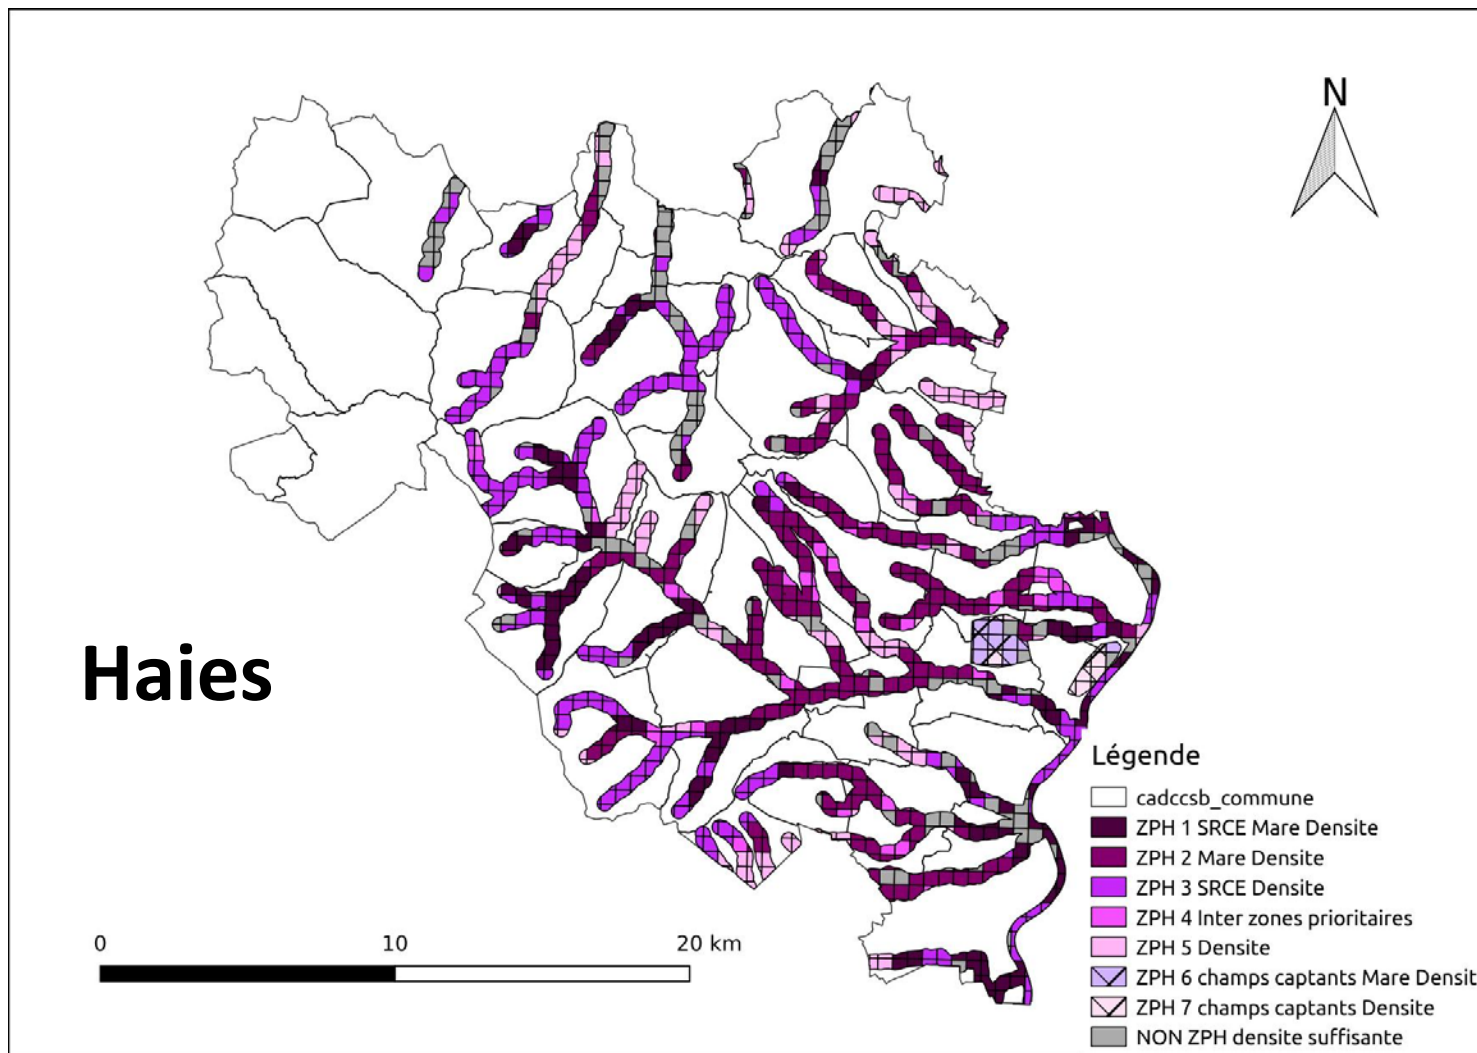 N
Haies
Légende
cadccsb_commune
ZPH 1 SRCE Mare Densite
ZPH 2 Mare Densite
ZPH 3 SRCE Densite
ZPH 4 Inter zones prioritaires
ZPH 5 Densite
ZPH 6 champs captants Mare Densit
ZPH 7 champs captants Densite
NON ZPH densite suffisante
0 10 20 km